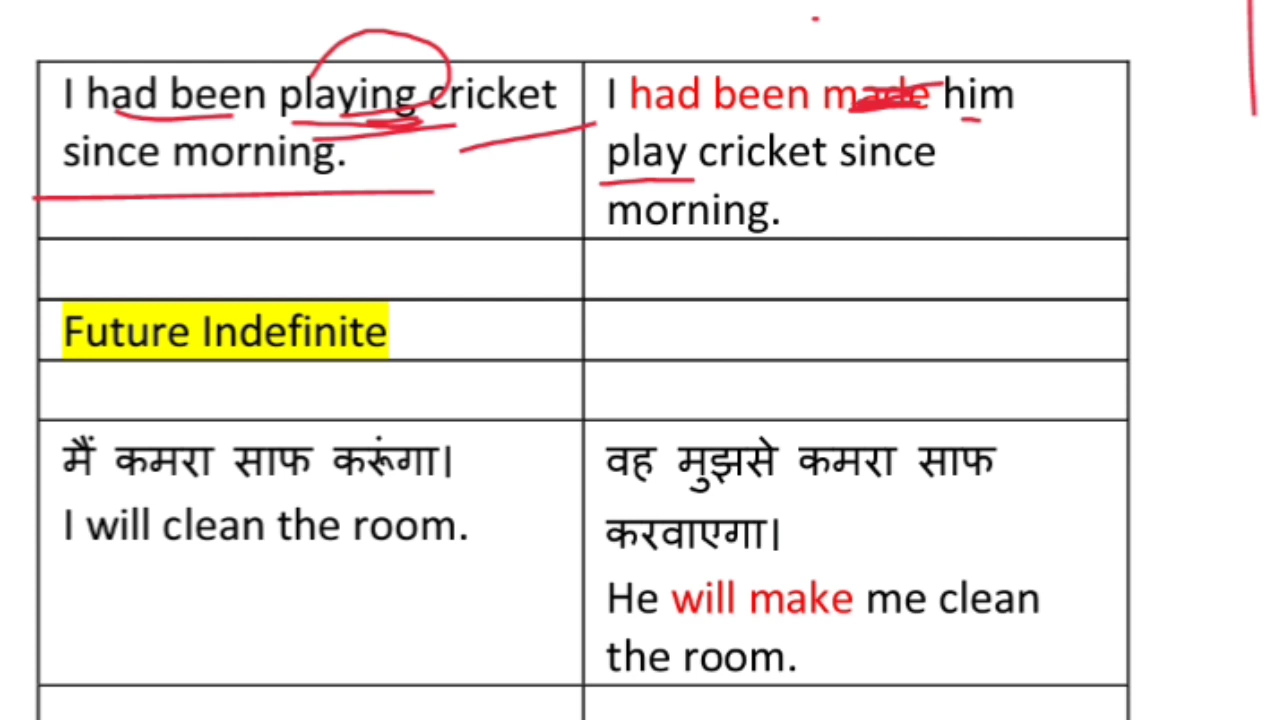 I had been playing cricket
since morning.
I had been made him
play cricket since
morning.
Future Indefinite
मैं कमरा साफ करूंगा।
I will clean the room.
वह मुझसे कमरा साफ
करवाएगा।
He will make me clean
the room.